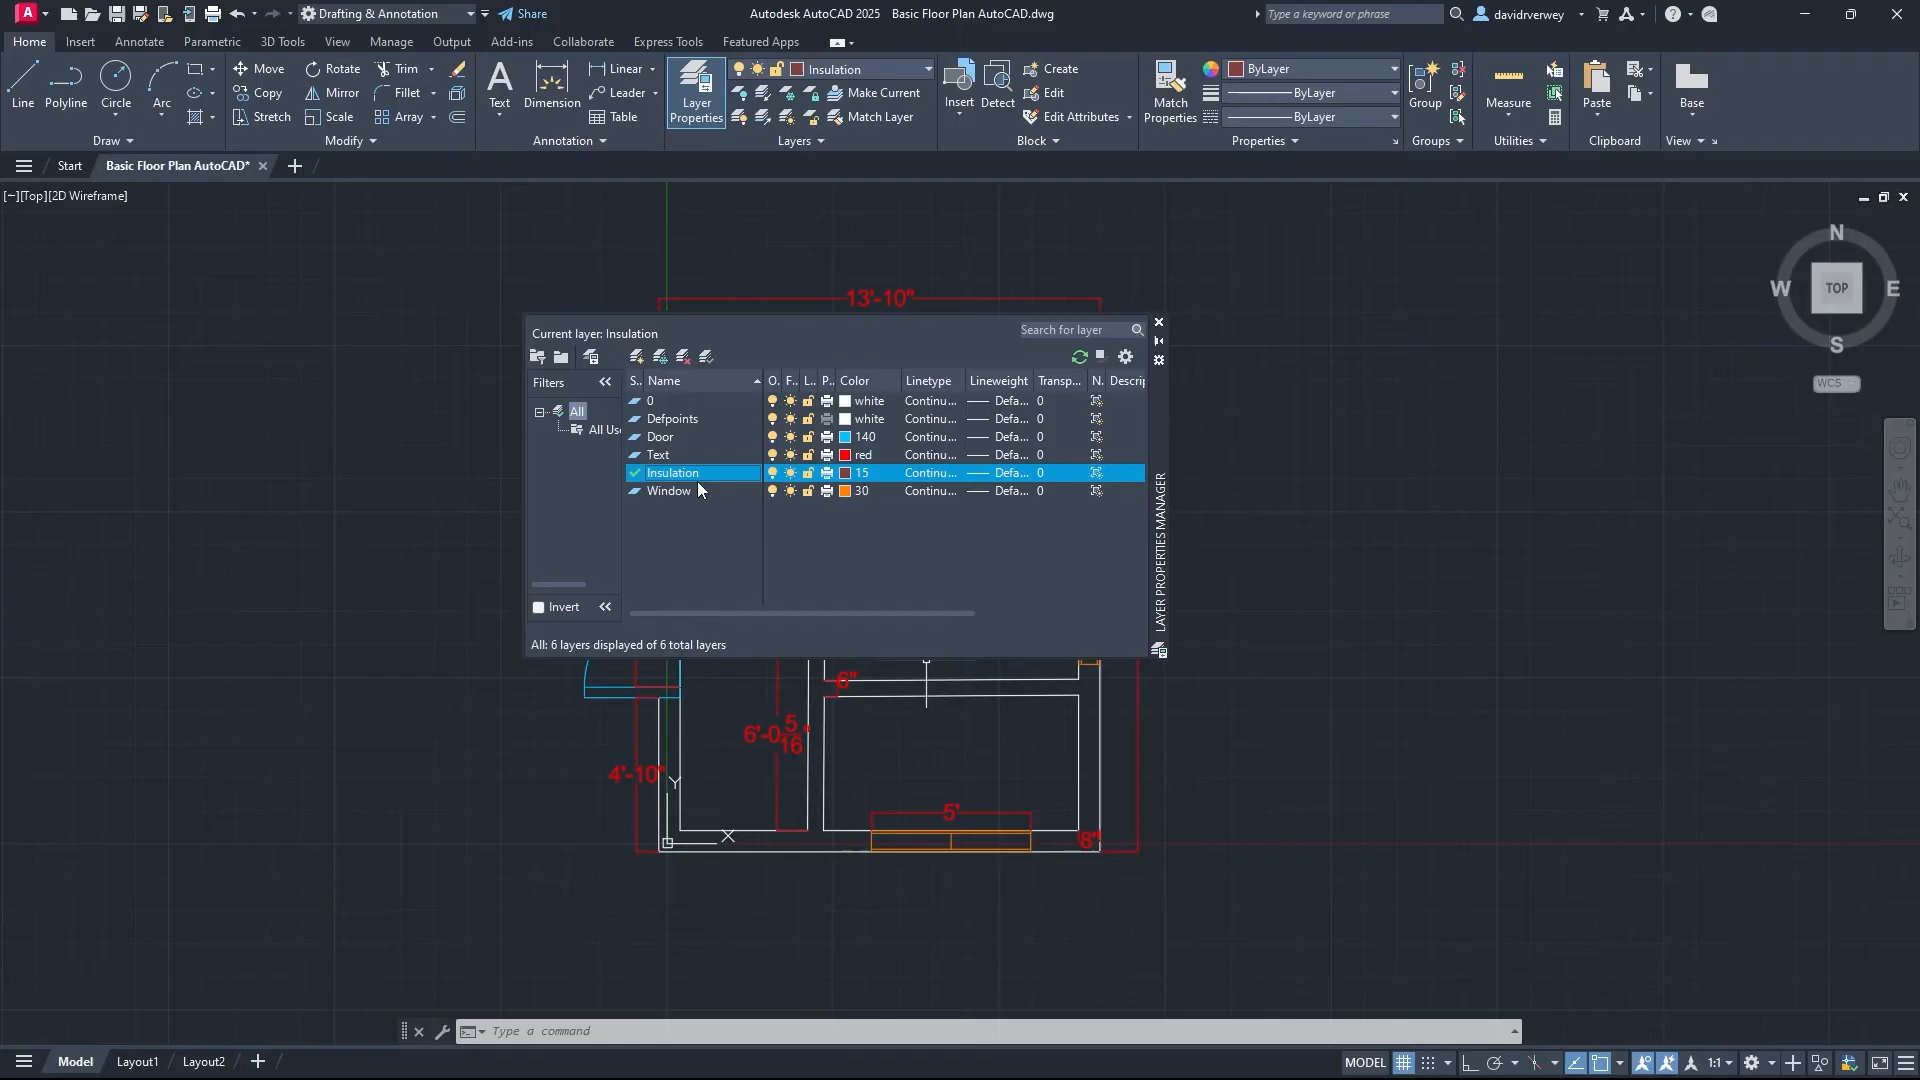 A Drafting & Annotation Share Autodesk AutoCAD 2025 Basic Floor Plan AutoCAD.dwg Type a keyword or phrase davidrverwey
Home Insert Annotate Parametric 3D Tools View Manage Output Add-ins Collaborate Express Tools Featured Apps
Move Rotate Trim Linear Insulation Create ByLayer
Line Polyline Circle Arc Copy Mirror Fillet Text Dimension Leader Layer Properties Make Current Insert Detect Edit Match Properties ByLayer Group Measure Paste Base
Stretch Scale Array Table Match Layer Edit Attributes ByLayer
Draw Modify Annotation Layers Block Properties Groups Utilities Clipboard View
Start Basic Floor Plan AutoCAD*
[−][Top][2D Wireframe]
N
W TOP E
S
WCS
13'-10"
Current layer: Insulation Search for layer
Filters S.. Name O. F.. L.. P.. Color Linetype Lineweight Transp... N. Descrip
All 0 white Continu... Defa... 0
All Us Defpoints white Continu... Defa... 0
Door 140 Continu... Defa... 0
Text red Continu... Defa... 0
Insulation 15 Continu... Defa... 0
Window 30 Continu... Defa... 0
Invert
All: 6 layers displayed of 6 total layers
LAYER PROPERTIES MANAGER
6"
6'-0 5/16"
4'-10"
Y
X
5'
8"
Type a command
Model Layout1 Layout2 MODEL 1:1